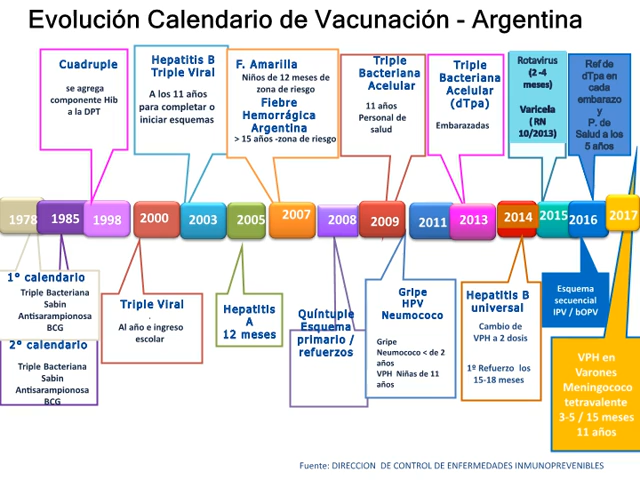 Evolución Calendario de Vacunación - Argentina
Cuadruple
se agrega
componente Hib
a la DPT
Hepatitis B
Triple Viral
A los 11 años
para completar o
iniciar esquemas
F. Amarilla
Niños de 12 meses de
zona de riesgo
Fiebre
Hemorrágica
Argentina
> 15 años -zona de riesgo
Triple
Bacteriana
Acelular
11 años
Personal de
salud
Triple
Bacteriana
Acelular
(dTpa)
Embarazadas
Rotavirus
(2 -4
meses)
Varicela
( RN
10/2013)
Ref de
dTpa en
cada
embarazo
y
P. de
Salud a los
5 años
1978
1985
1998
2000
2003
2005
2007
2008
2009
2011
2013
2014
2015
2016
2017
1° calendario
Triple Bacteriana
Sabin
Antisarampionosa
BCG
2° calendario
Triple Bacteriana
Sabin
Antisarampionosa
BCG
Triple Viral
.
Al año e ingreso
escolar
Hepatitis
A
12 meses
Quíntuple
Esquema
primario /
refuerzos
Gripe
HPV
Neumococo
Gripe
Neumococo < de 2
años
VPH Niñas de 11
años
Hepatitis B
universal
Cambio de
VPH a 2 dosis
1º Refuerzo los
15-18 meses
Esquema
secuencial
IPV / bOPV
VPH en
Varones
Meningococo
tetravalente
3-5 / 15 meses
11 años
Fuente: DIRECCION DE CONTROL DE ENFERMEDADES INMUNOPREVENIBLES